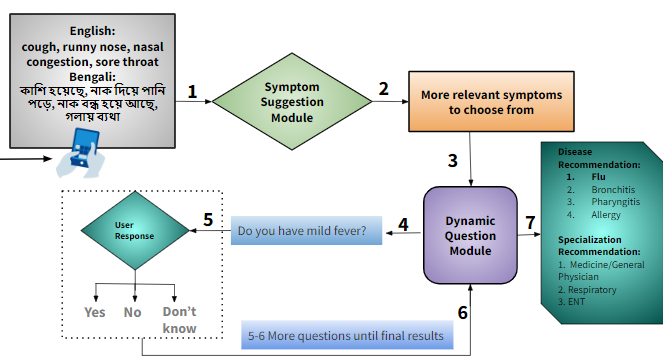 English:
cough, runny nose, nasal
congestion, sore throat
Bengali:
কাশি হয়েছে, নাক দিয়ে পানি
পড়ে, নাক বন্ধ হয়ে আছে,
গলায় ব্যথা
1
Symptom
Suggestion
Module
2
More relevant symptoms
to choose from
3
Dynamic
Question
Module
4
Do you have mild fever?
5
User
Response
Yes No Don't
know
6
5-6 More questions until final results
7
Disease
Recommendation:
1. Flu
2. Bronchitis
3. Pharyngitis
4. Allergy
Specialization
Recommendation:
1. Medicine/General
Physician
2. Respiratory
3. ENT